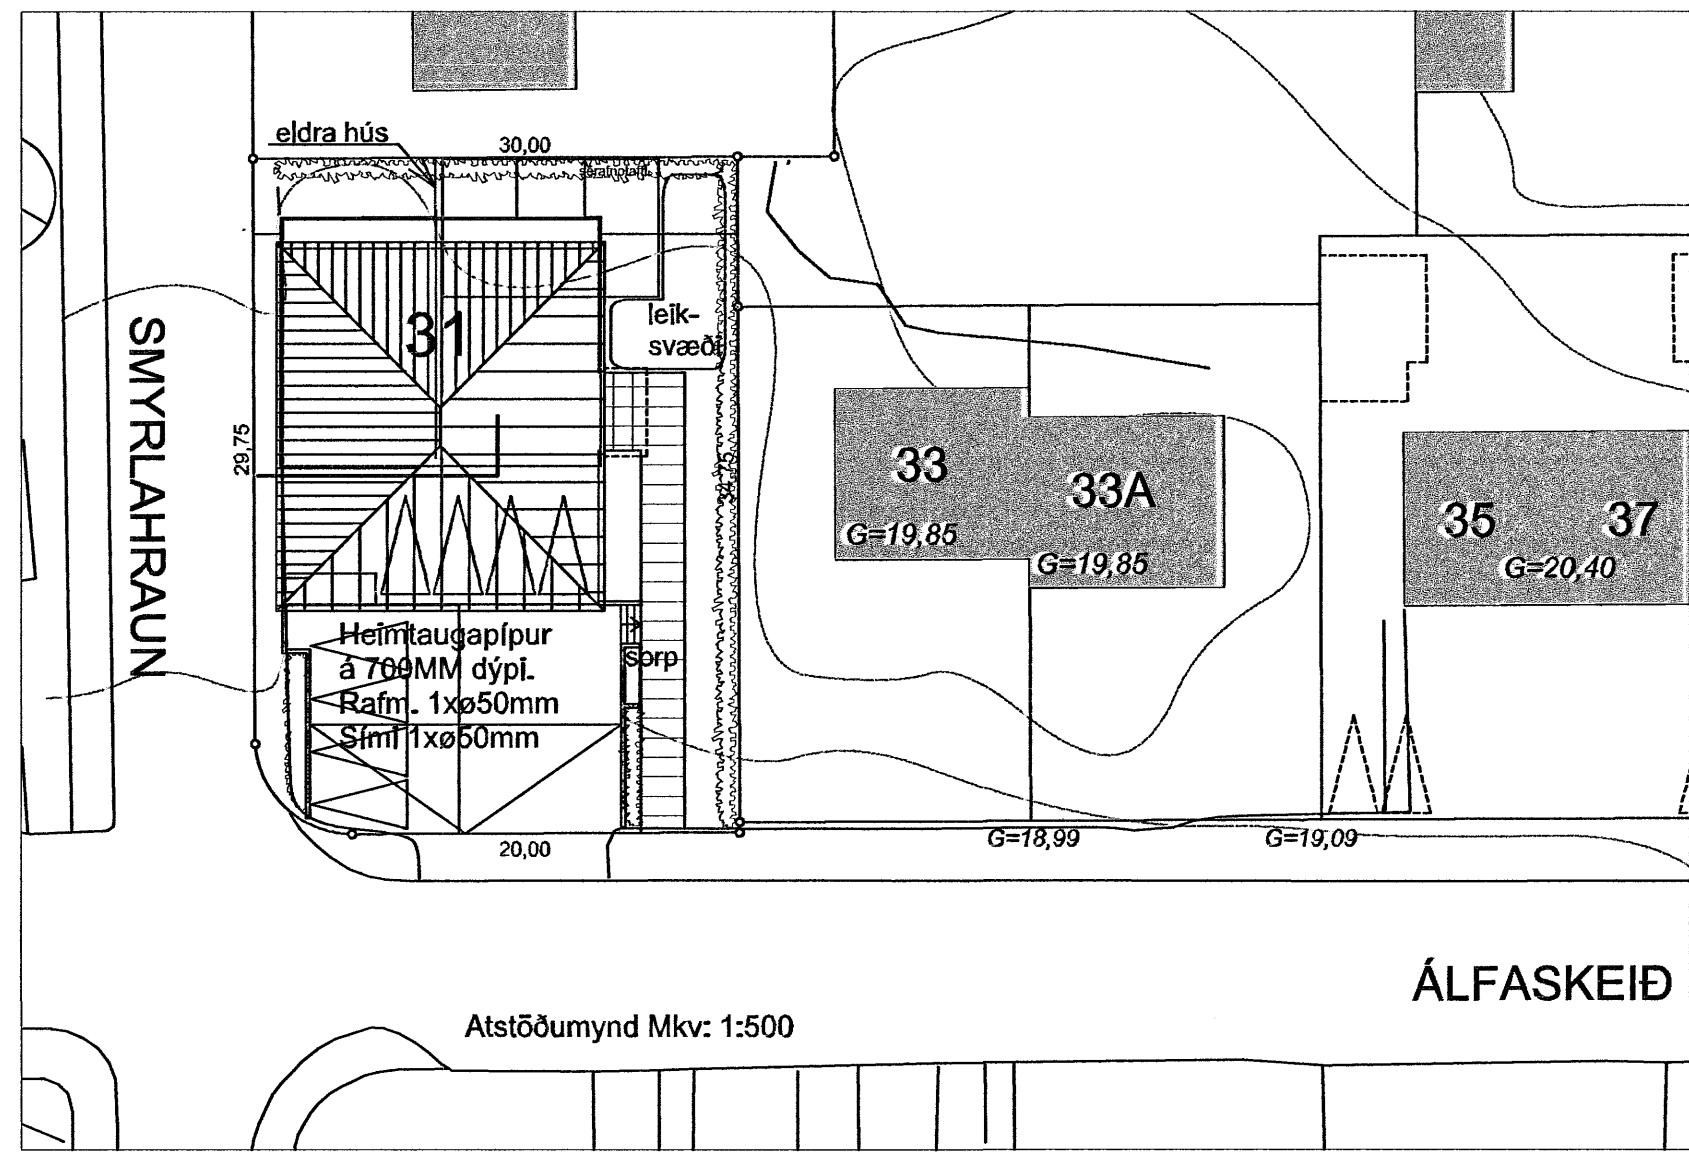 eldra hús
30,00
31
leik-
svæði
SMYRLAHRAUN
29,75
33
G=19,85
33A
G=19,85
35
37
G=20,40
Heimtaugapípur
á 700MM dýpi.
Rafm. 1xø50mm
Sími 1xø50mm
sorp
20,00
G=18,99
G=19,09
ÁLFASKEIÐ
Afstöðumynd Mkv: 1:500